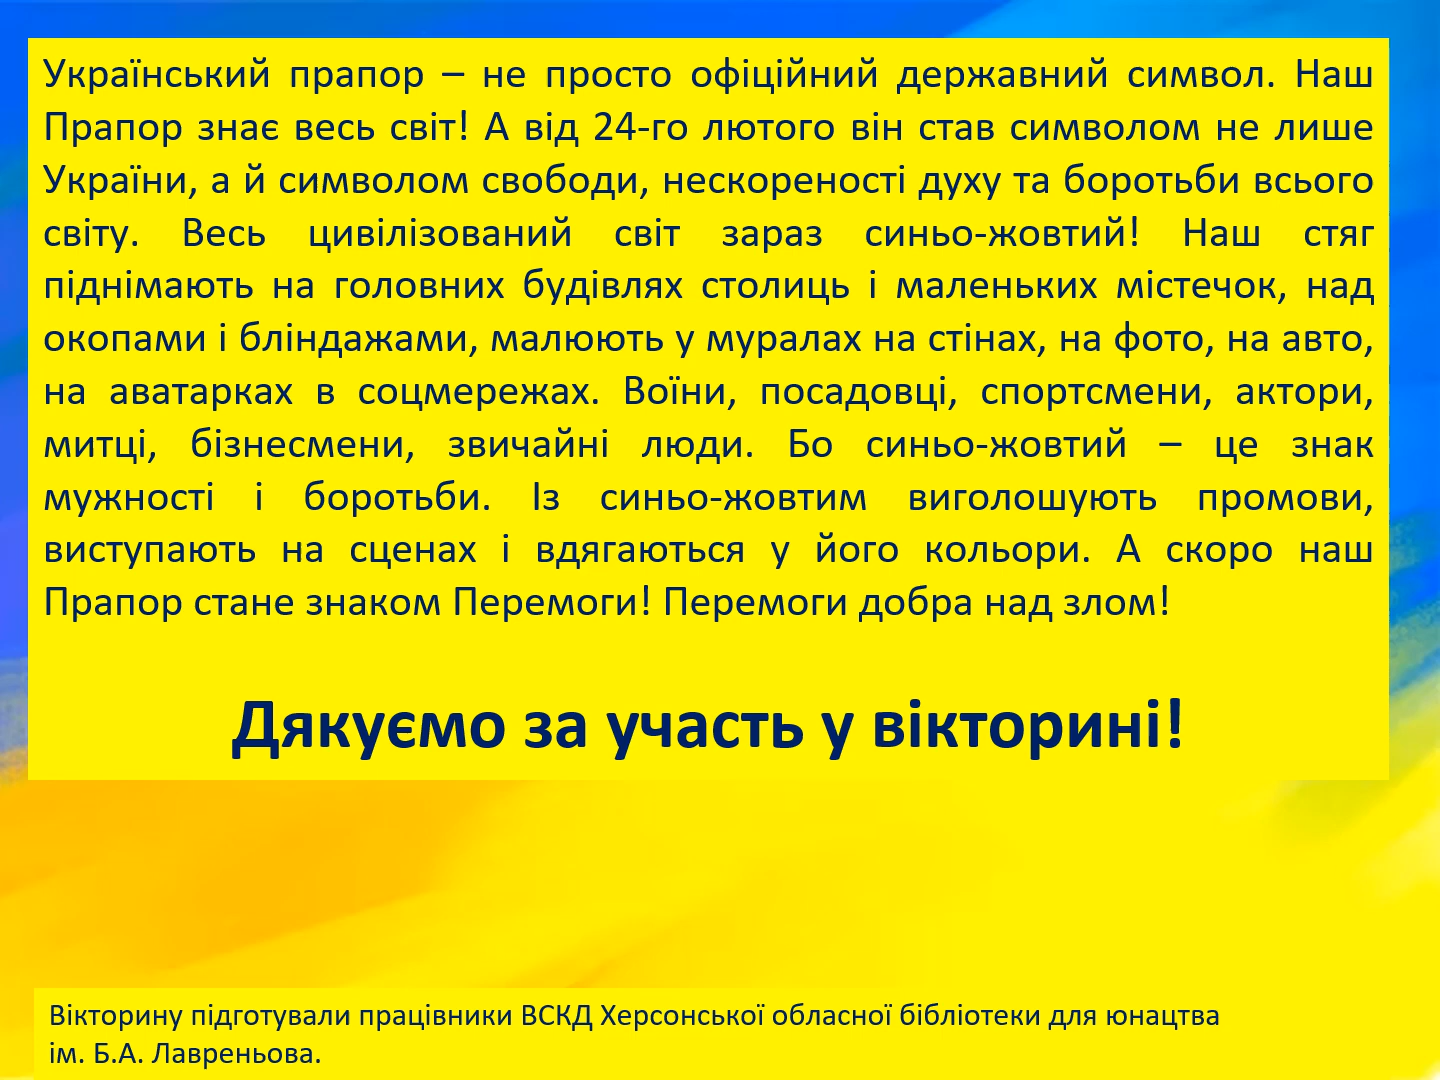 Український прапор – не просто офіційний державний символ. Наш
Прапор знає весь світ! А від 24-го лютого він став символом не лише
України, а й символом свободи, нескореності духу та боротьби всього
світу. Весь цивілізований світ зараз синьо-жовтий! Наш стяг
піднімають на головних будівлях столиць і маленьких містечок, над
окопами і бліндажами, малюють у муралах на стінах, на фото, на авто,
на аватарках в соцмережах. Воїни, посадовці, спортсмени, актори,
митці, бізнесмени, звичайні люди. Бо синьо-жовтий – це знак
мужності і боротьби. Із синьо-жовтим виголошують промови,
виступають на сценах і вдягаються у його кольори. А скоро наш
Прапор стане знаком Перемоги! Перемоги добра над злом!
Дякуємо за участь у вікторині!
Вікторину підготували працівники ВСКД Херсонської обласної бібліотеки для юнацтва
ім. Б.А. Лавреньова.